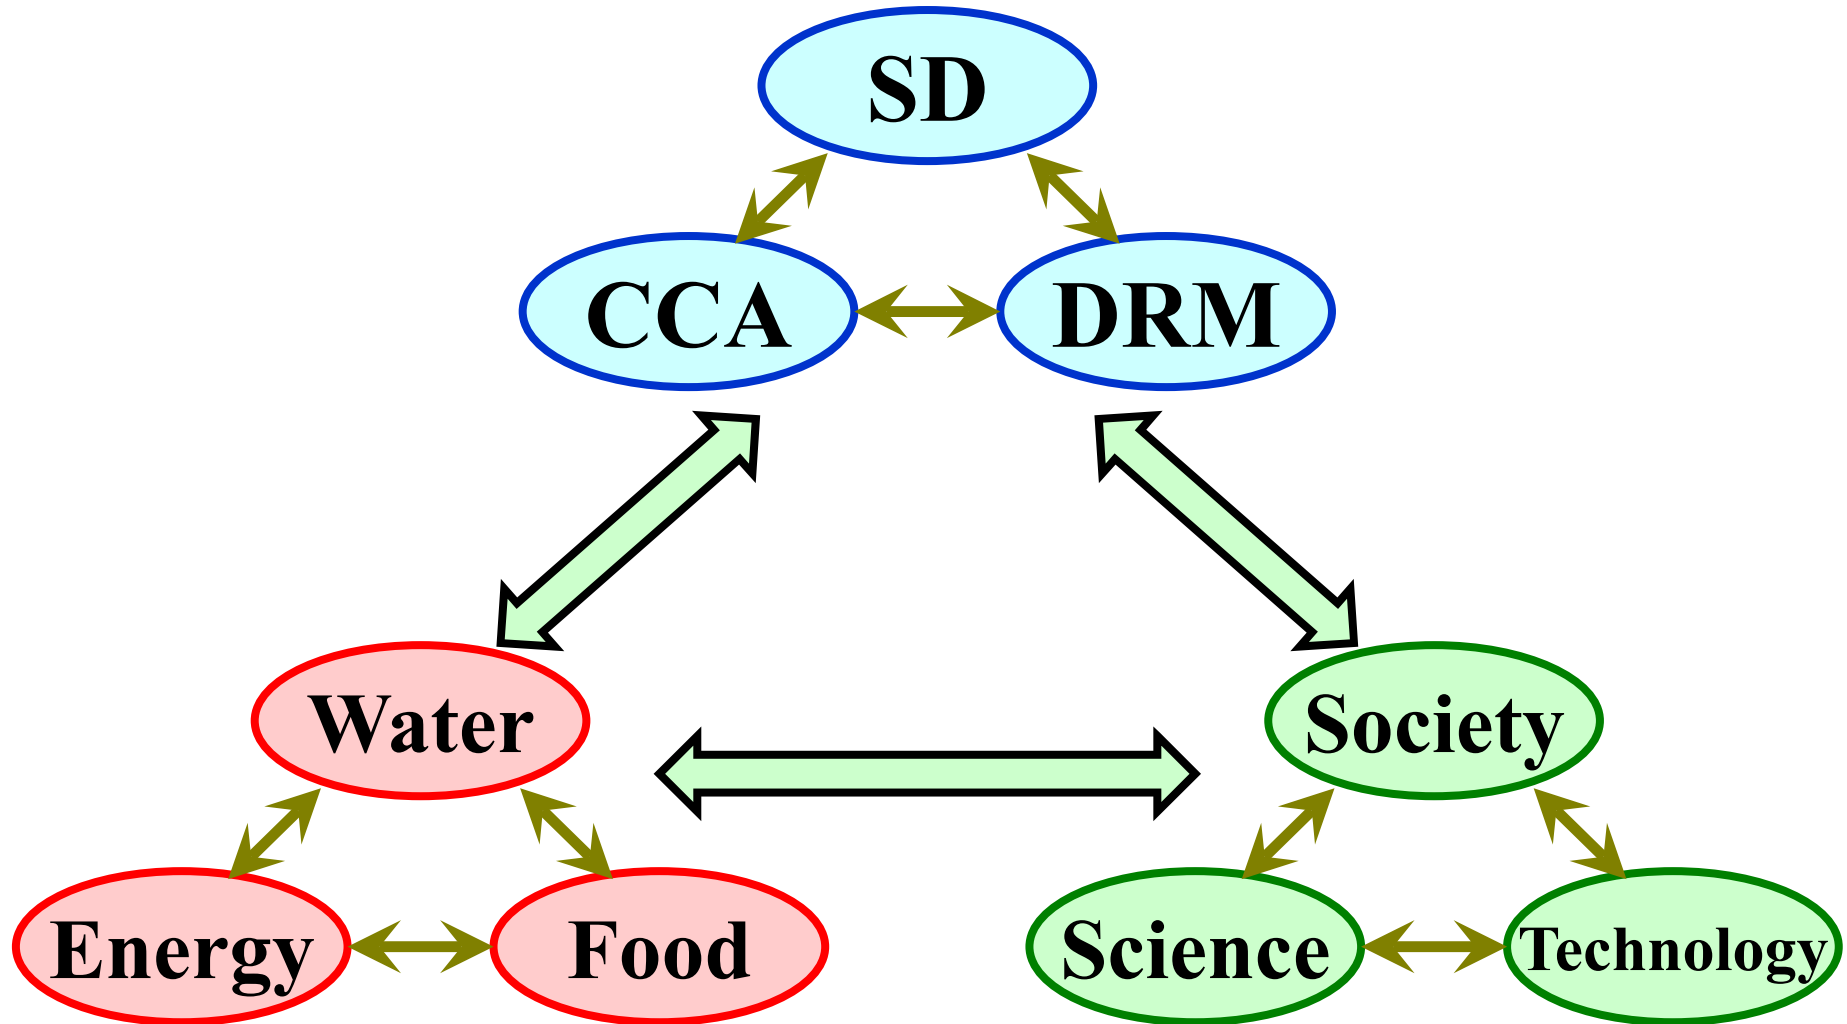 SD
CCA
DRM
Water
Society
Energy
Food
Science
Technology